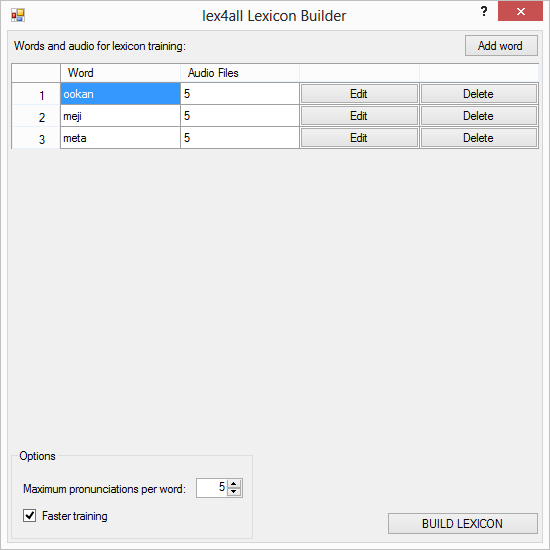 lex4all Lexicon Builder ?
Words and audio for lexicon training: Add word
Word Audio Files
1 ookan 5 Edit Delete
2 meji 5 Edit Delete
3 meta 5 Edit Delete
Options
Maximum pronunciations per word: 5
Faster training
BUILD LEXICON